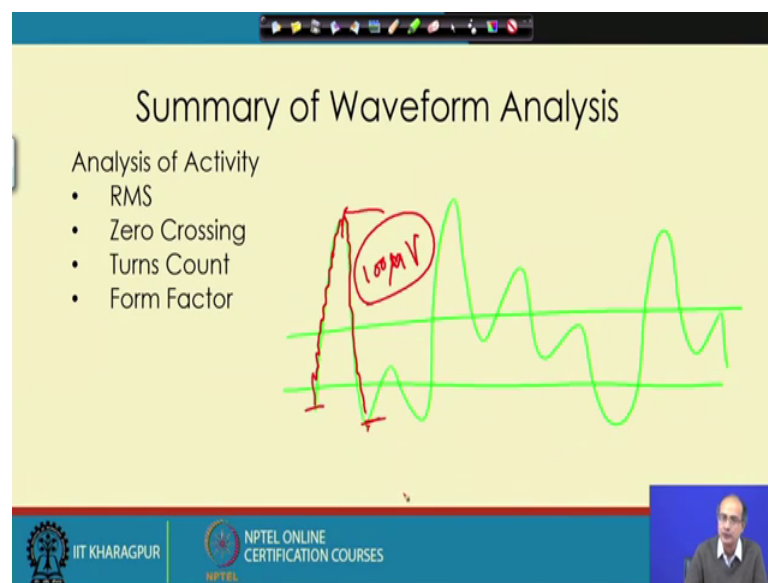 Summary of Waveform Analysis
Analysis of Activity
• RMS
• Zero Crossing
• Turns Count
• Form Factor
100 μV
IIT KHARAGPUR
NPTEL ONLINE
CERTIFICATION COURSES
NPTEL